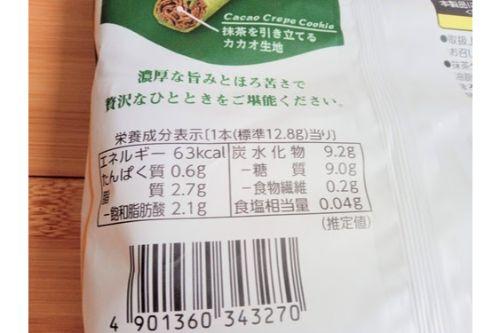 Cacao Crepe Cookie
抹茶を引き立てる
カカオ生地
濃厚な旨みとほろ苦さで
贅沢なひとときをご堪能ください。
栄養成分表示〔1本(標準12.8g)当り〕
エネルギー 63kcal 炭水化物 9.2g
たんぱく質 0.6g −糖質 9.0g
脂質 2.7g −食物繊維 0.2g
−飽和脂肪酸 2.1g 食塩相当量 0.04g
(推定値)
4 901360 343270